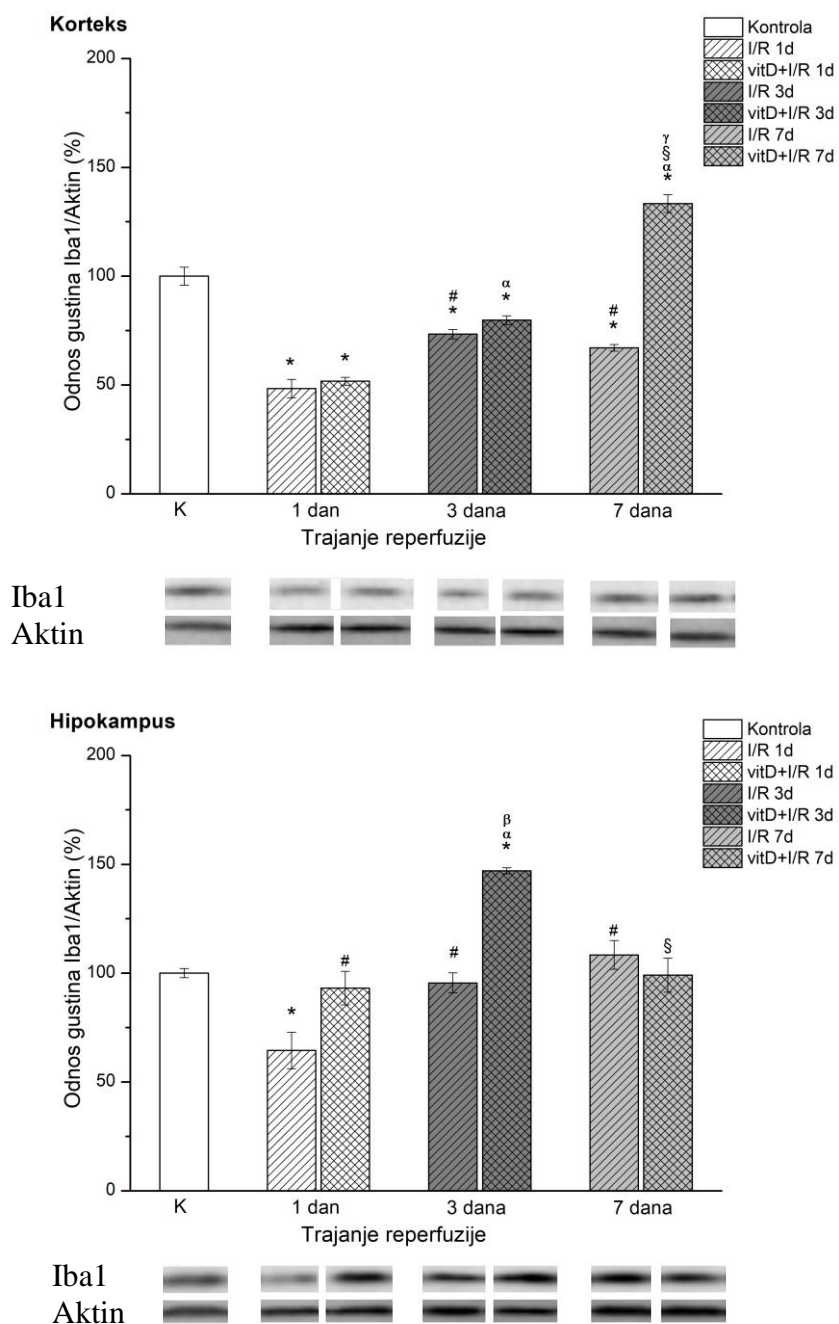 Korteks
Kontrola
I/R 1d
vitD+I/R 1d
I/R 3d
vitD+I/R 3d
I/R 7d
vitD+I/R 7d
Odnos gustina Iba1/Aktin (%)
200
150
100
50
0
*
*
#
*
α
*
#
*
γ
§
α
*
K
1 dan
3 dana
7 dana
Trajanje reperfuzije
Iba1
Aktin
Hipokampus
Kontrola
I/R 1d
vitD+I/R 1d
I/R 3d
vitD+I/R 3d
I/R 7d
vitD+I/R 7d
Odnos gustina Iba1/Aktin (%)
200
150
100
50
0
*
#
#
β
α
*
#
§
K
1 dan
3 dana
7 dana
Trajanje reperfuzije
Iba1
Aktin